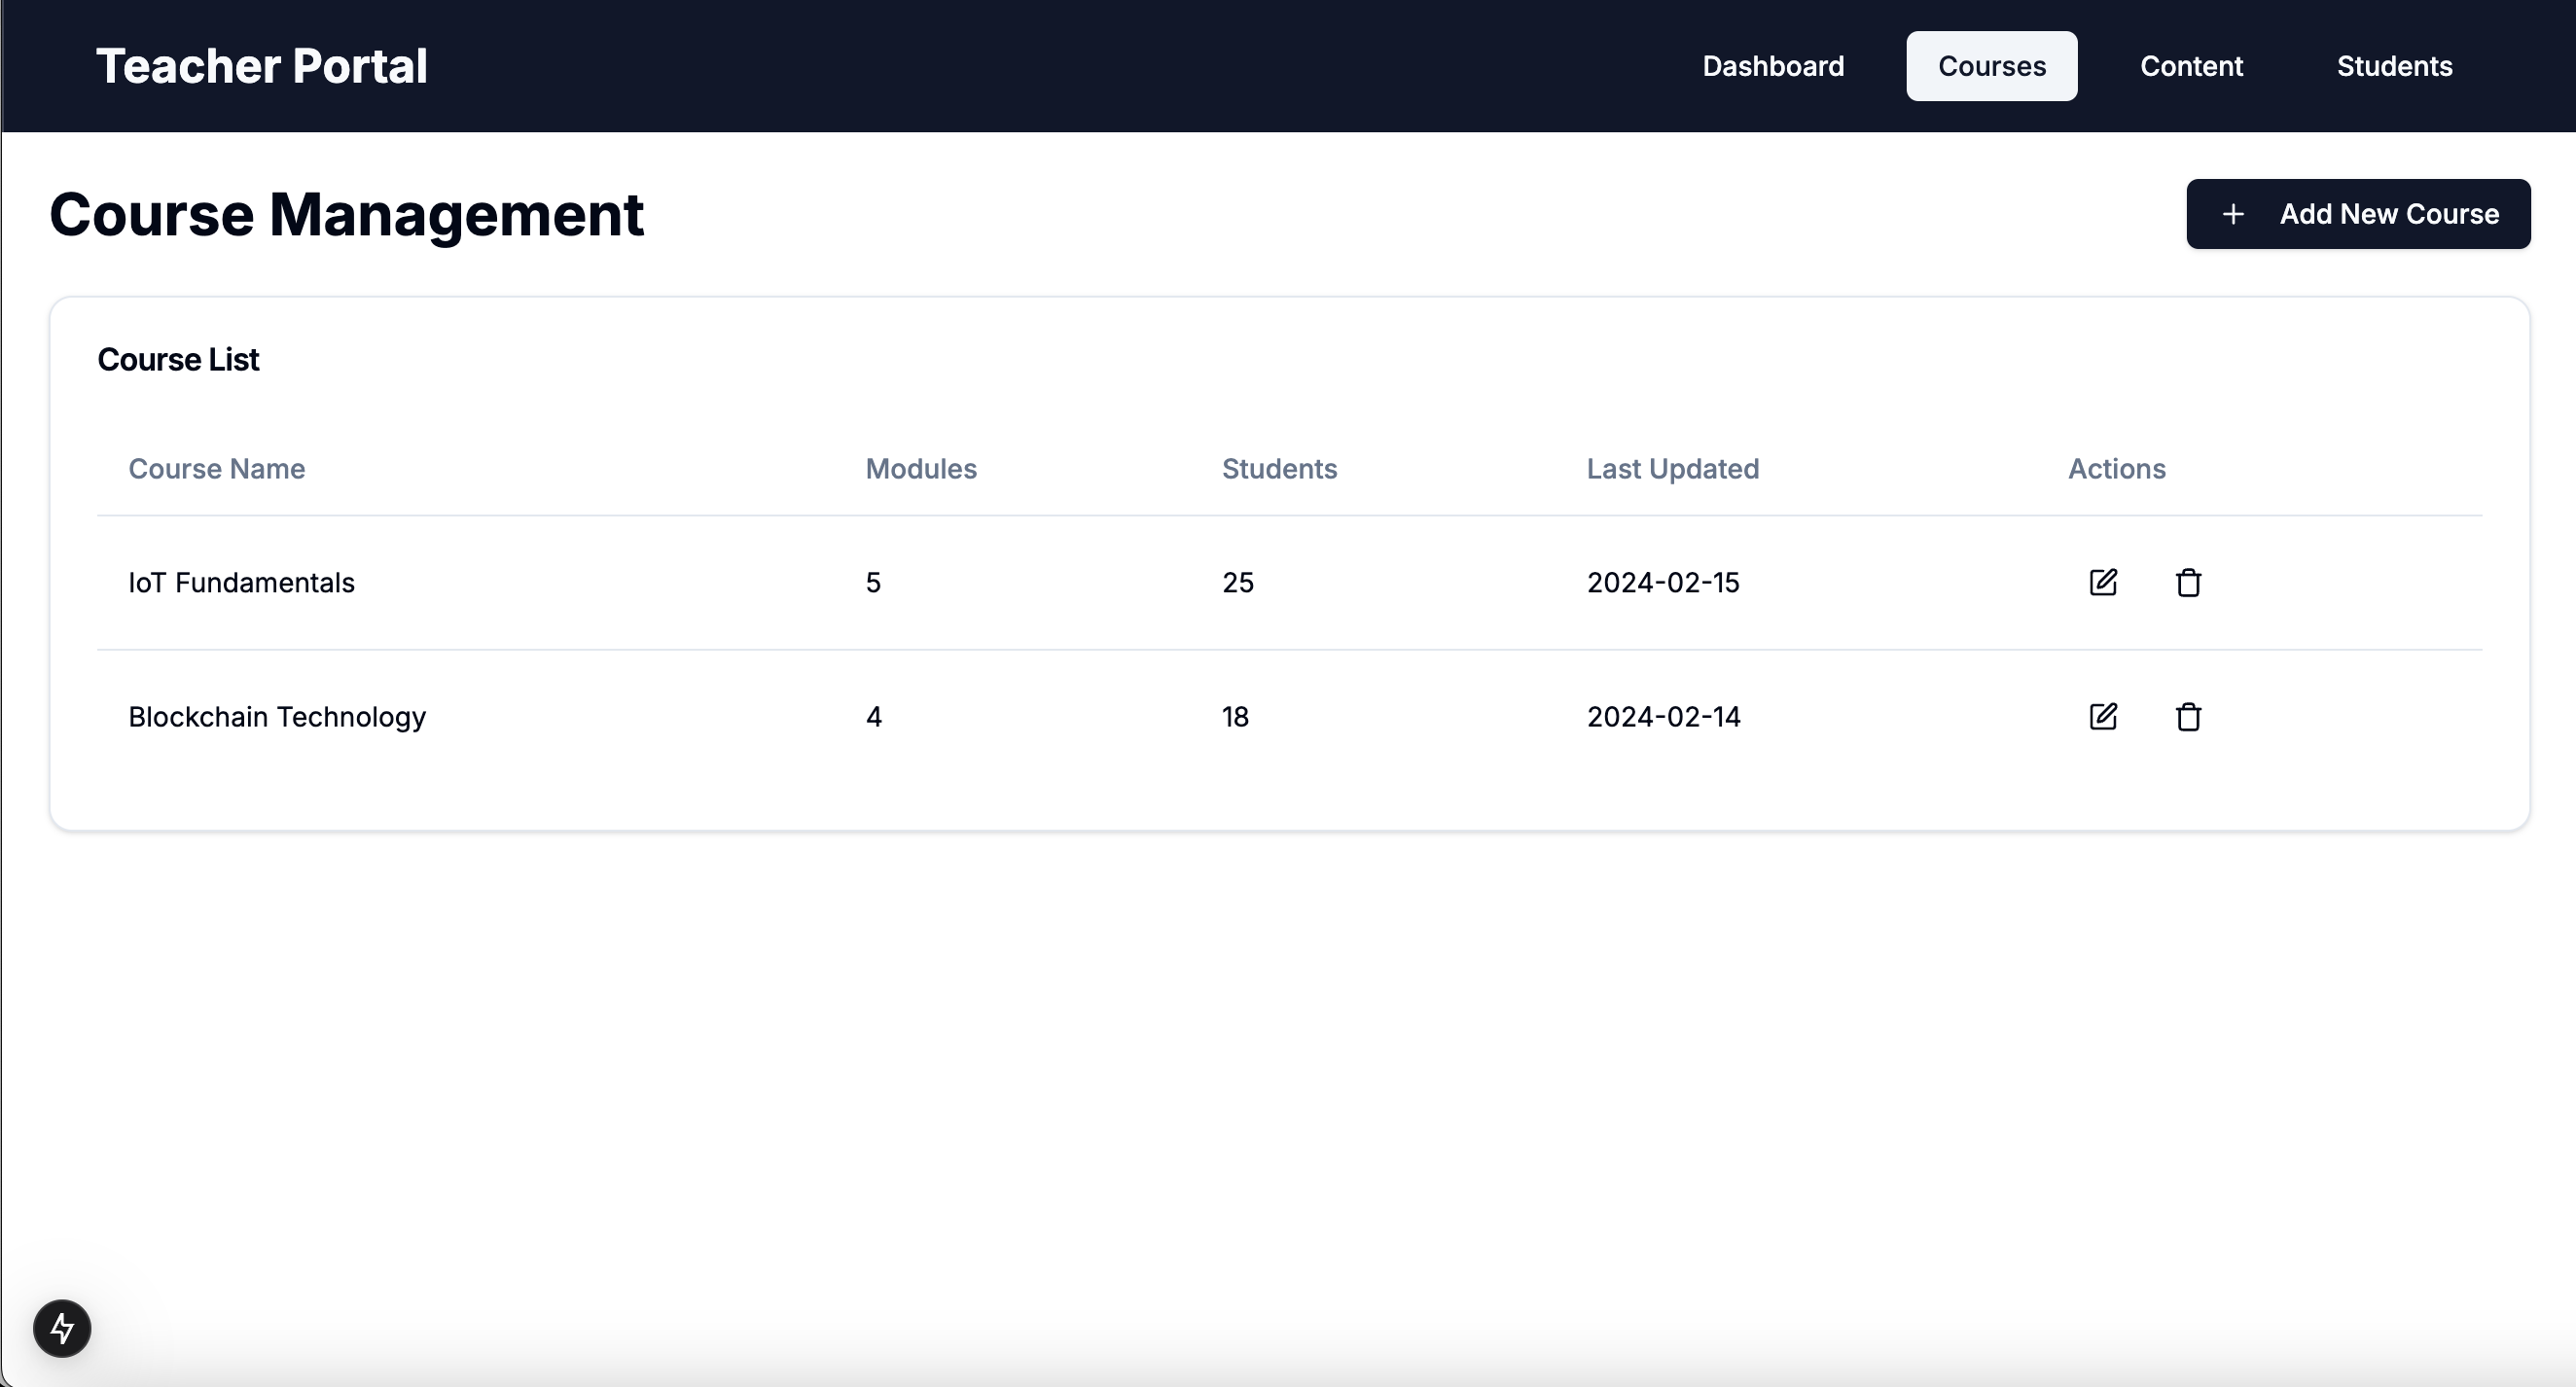 Teacher Portal Dashboard Courses Content Students
Course Management + Add New Course
Course List
Course Name Modules Students Last Updated Actions
IoT Fundamentals 5 25 2024-02-15
Blockchain Technology 4 18 2024-02-14